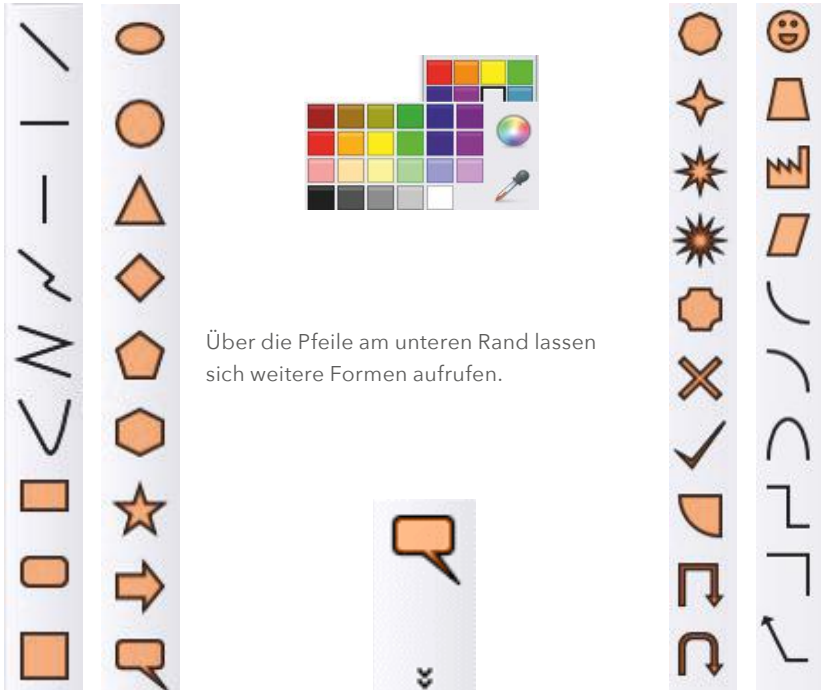 Über die Pfeile am unteren Rand lassen
sich weitere Formen aufrufen.